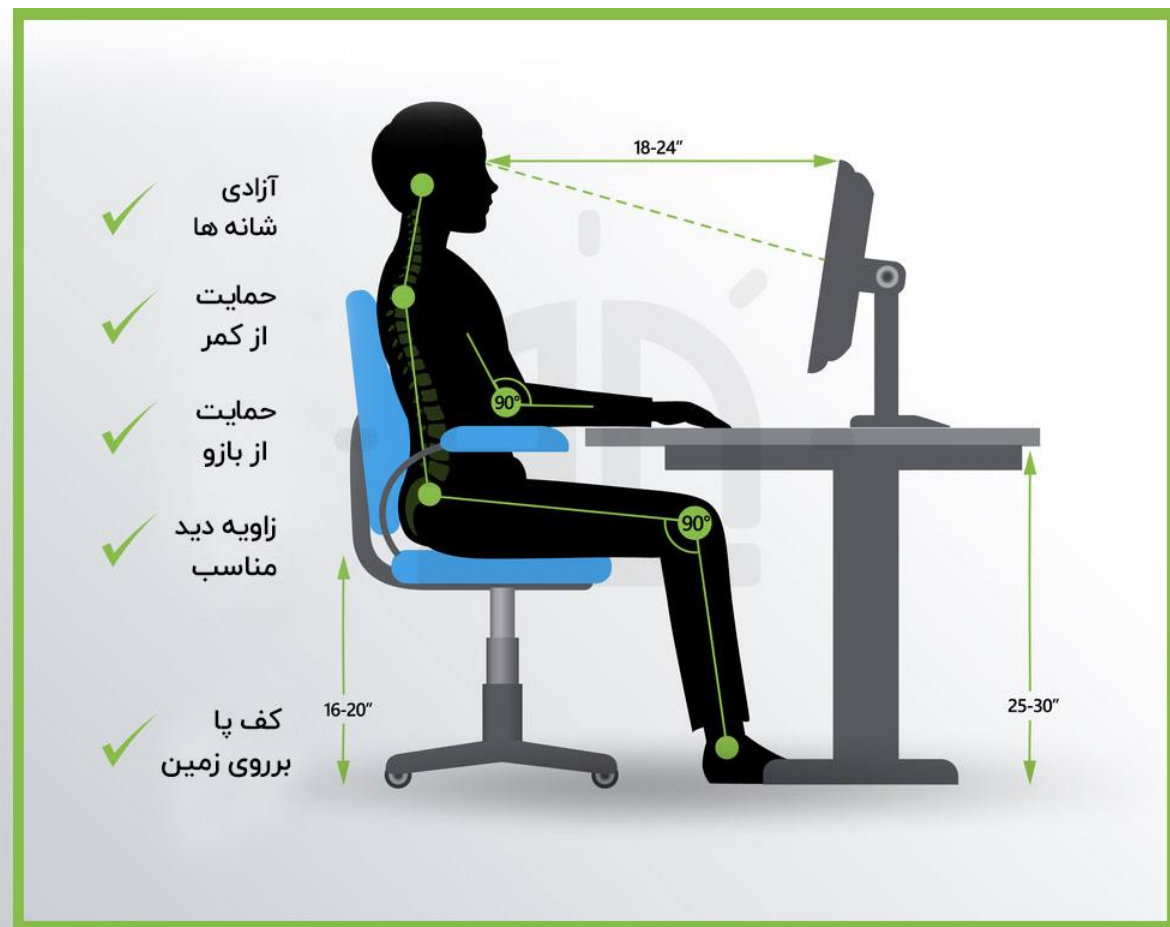 18-24”
آزادی
شانه ها
حمایت
از کمر
حمایت
از بازو
90°
زاویه دید
مناسب
90°
کف پا
برروی زمین
16-20”
25-30”